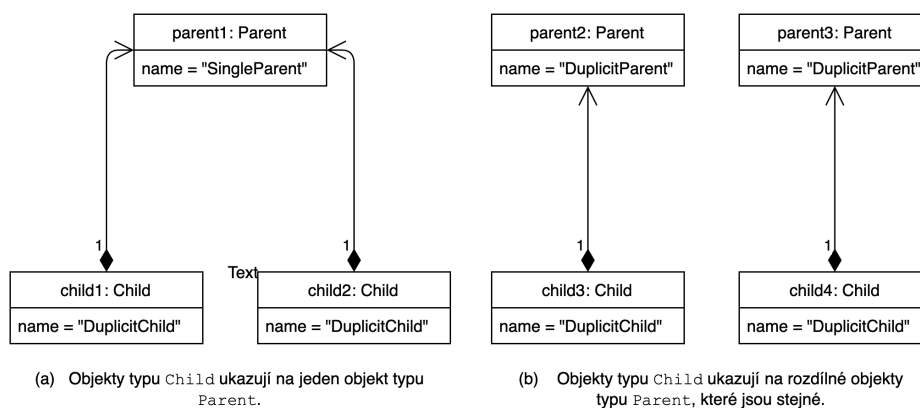 parent1: Parent
name = "SingleParent"
parent2: Parent
name = "DuplicitParent"
parent3: Parent
name = "DuplicitParent"
1
1
1
1
Text
child1: Child
name = "DuplicitChild"
child2: Child
name = "DuplicitChild"
child3: Child
name = "DuplicitChild"
child4: Child
name = "DuplicitChild"
(a) Objekty typu Child ukazují na jeden objekt typu
Parent.
(b) Objekty typu Child ukazují na rozdílné objekty
typu Parent, které jsou stejné.